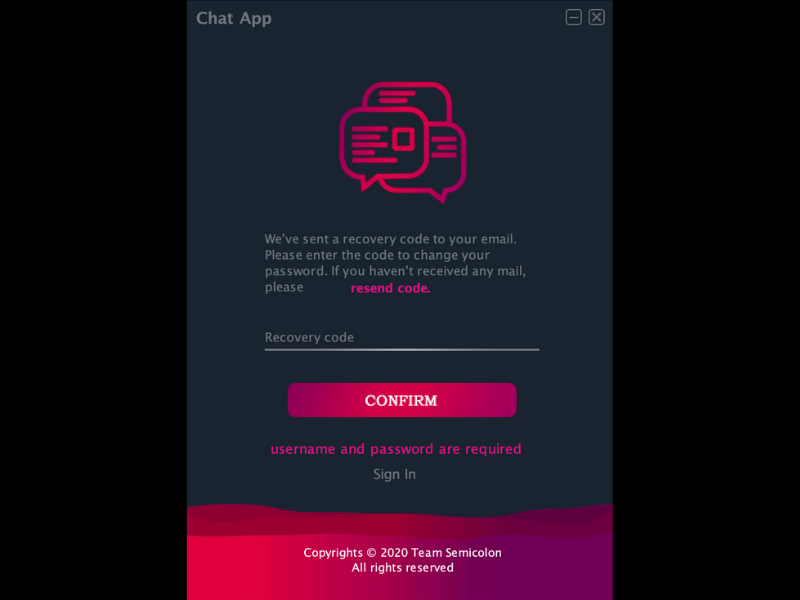 Chat App
We've sent a recovery code to your email.
Please enter the code to change your
password. If you haven't received any mail,
please resend code.
Recovery code
CONFIRM
username and password are required
Sign In
Copyrights © 2020 Team Semicolon
All rights reserved